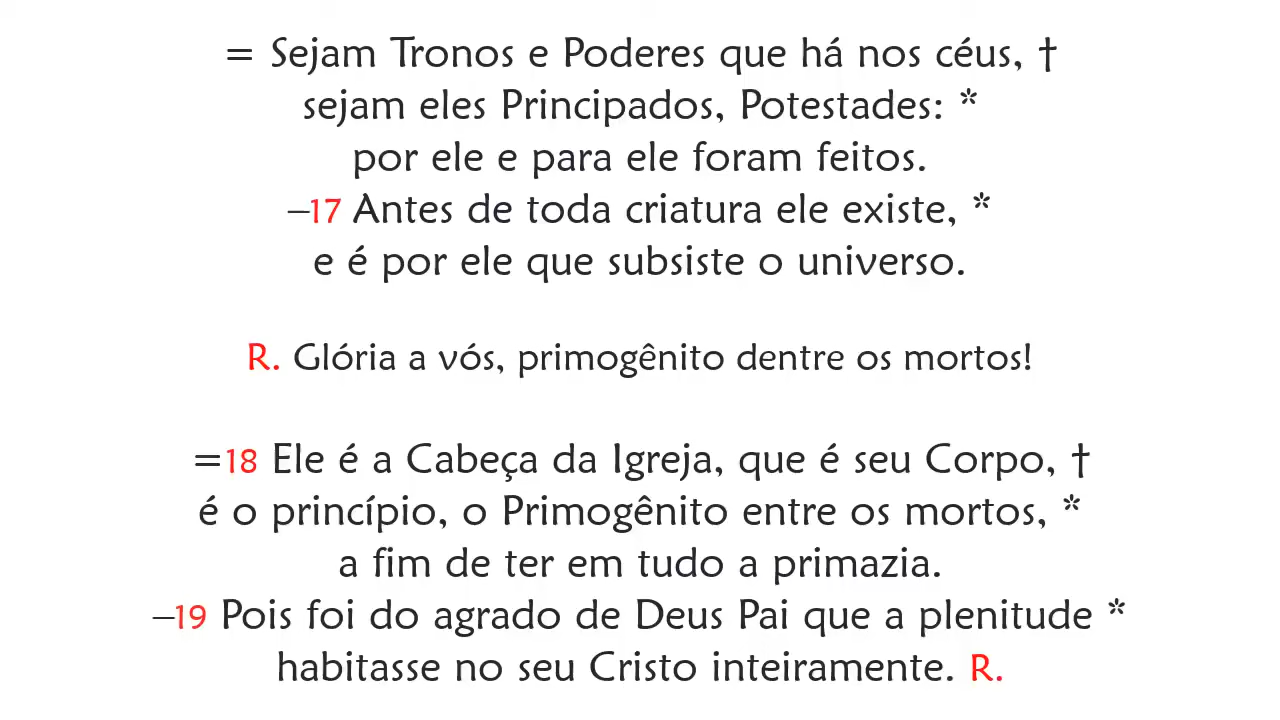 = Sejam Tronos e Poderes que há nos céus, †
sejam eles Principados, Potestades: *
por ele e para ele foram feitos.
–17 Antes de toda criatura ele existe, *
e é por ele que subsiste o universo.
R. Glória a vós, primogênito dentre os mortos!
=18 Ele é a Cabeça da Igreja, que é seu Corpo, †
é o princípio, o Primogênito entre os mortos, *
a fim de ter em tudo a primazia.
–19 Pois foi do agrado de Deus Pai que a plenitude *
habitasse no seu Cristo inteiramente. R.